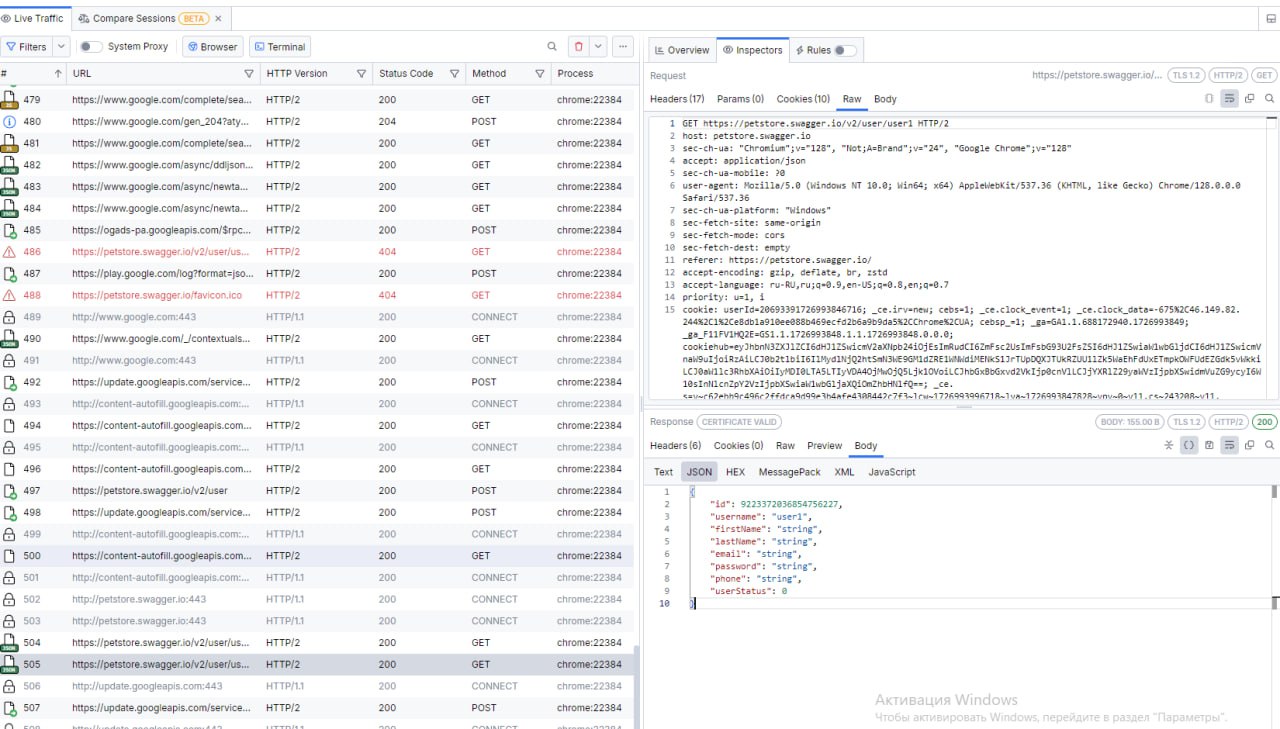 Live Traffic Compare Sessions BETA
Filters System Proxy Browser Terminal
# URL HTTP Version Status Code Method Process
479 https://www.google.com/complete/sea... HTTP/2 200 GET chrome:22384
480 https://www.google.com/gen_204?aty... HTTP/2 204 POST chrome:22384
481 https://www.google.com/complete/sea... HTTP/2 200 GET chrome:22384
482 https://www.google.com/async/ddljson... HTTP/2 200 GET chrome:22384
483 https://www.google.com/async/newta... HTTP/2 200 GET chrome:22384
484 https://www.google.com/async/newta... HTTP/2 200 GET chrome:22384
485 https://ogads-pa.googleapis.com/$rpc... HTTP/2 200 POST chrome:22384
486 https://petstore.swagger.io/v2/user/us... HTTP/2 404 GET chrome:22384
487 https://play.google.com/log?format=jso... HTTP/2 200 POST chrome:22384
488 https://petstore.swagger.io/favicon.ico HTTP/2 404 GET chrome:22384
489 http://www.google.com:443 HTTP/1.1 200 CONNECT chrome:22384
490 https://www.google.com/_/contextuals... HTTP/2 200 GET chrome:22384
491 http://www.google.com:443 HTTP/1.1 200 CONNECT chrome:22384
492 https://update.googleapis.com/service... HTTP/2 200 POST chrome:22384
493 http://content-autofill.googleapis.com:... HTTP/1.1 200 CONNECT chrome:22384
494 https://content-autofill.googleapis.com... HTTP/2 200 GET chrome:22384
495 http://content-autofill.googleapis.com:... HTTP/1.1 200 CONNECT chrome:22384
496 https://content-autofill.googleapis.com... HTTP/2 200 GET chrome:22384
497 https://petstore.swagger.io/v2/user HTTP/2 200 POST chrome:22384
498 https://update.googleapis.com/service... HTTP/2 200 POST chrome:22384
499 http://content-autofill.googleapis.com:... HTTP/1.1 200 CONNECT chrome:22384
500 https://content-autofill.googleapis.com... HTTP/2 200 GET chrome:22384
501 http://content-autofill.googleapis.com:... HTTP/1.1 200 CONNECT chrome:22384
502 http://petstore.swagger.io:443 HTTP/1.1 200 CONNECT chrome:22384
503 http://petstore.swagger.io:443 HTTP/1.1 200 CONNECT chrome:22384
504 https://petstore.swagger.io/v2/user/us... HTTP/2 200 GET chrome:22384
505 https://petstore.swagger.io/v2/user/us... HTTP/2 200 GET chrome:22384
506 http://update.googleapis.com:443 HTTP/1.1 200 CONNECT chrome:22384
507 https://update.googleapis.com/service... HTTP/2 200 POST chrome:22384
Overview Inspectors Rules
Request https://petstore.swagger.io/... TLS 1.2 HTTP/2 GET
Headers (17) Params (0) Cookies (10) Raw Body
1 GET https://petstore.swagger.io/v2/user/user1 HTTP/2
2 host: petstore.swagger.io
3 sec-ch-ua: "Chromium";v="128", "Not;A=Brand";v="24", "Google Chrome";v="128"
4 accept: application/json
5 sec-ch-ua-mobile: ?0
6 user-agent: Mozilla/5.0 (Windows NT 10.0; Win64; x64) AppleWebKit/537.36 (KHTML, like Gecko) Chrome/128.0.0.0
Safari/537.36
7 sec-ch-ua-platform: "Windows"
8 sec-fetch-site: same-origin
9 sec-fetch-mode: cors
10 sec-fetch-dest: empty
11 referer: https://petstore.swagger.io/
12 accept-encoding: gzip, deflate, br, zstd
13 accept-language: ru-RU,ru;q=0.9,en-US;q=0.8,en;q=0.7
14 priority: u=1, i
15 cookie: userId=20693391726993846716; _ce.irv=new; cebs=1; _ce.clock_event=1; _ce.clock_data=-675%2C46.149.82.
244%2C1%2Ce8db1a910ee088b469ecfd2b6a9b9da5%2CChrome%2CUA; cebsp_=1; _ga=GA1.1.688172940.1726993849;
_ga_F11FV1HQ2E=GS1.1.1726993848.1.1.1726993848.0.0.0;
Response CERTIFICATE VALID BODY: 155.00 B TLS 1.2 HTTP/2 200
Headers (6) Cookies (0) Raw Preview Body
Text JSON HEX MessagePack XML JavaScript
1 {
2 "id": 9223372036854756227,
3 "username": "user1",
4 "firstName": "string",
5 "lastName": "string",
6 "email": "string",
7 "password": "string",
8 "phone": "string",
9 "userStatus": 0
10 }
Активация Windows
Чтобы активировать Windows, перейдите в раздел "Параметры".